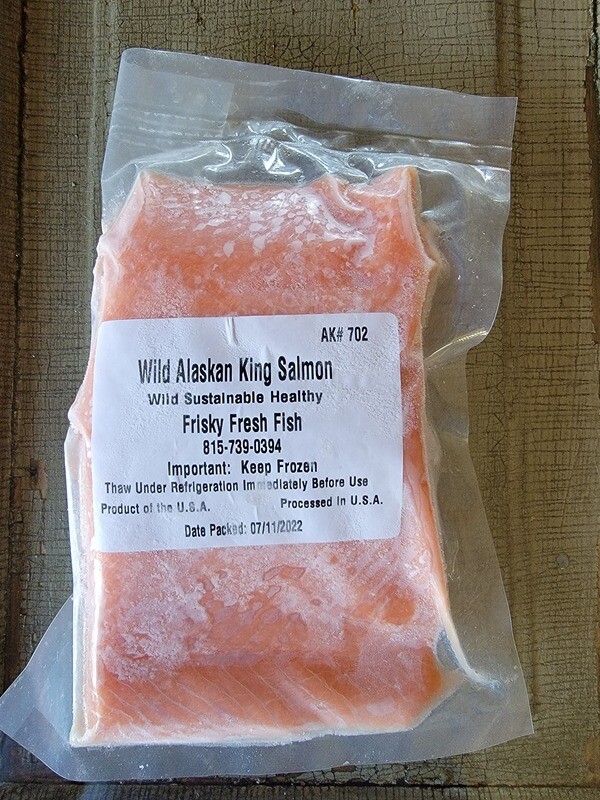 AK# 702
Wild Alaskan King Salmon
Wild Sustainable Healthy
Frisky Fresh Fish
815-739-0394
Important: Keep Frozen
Thaw Under Refrigeration Immediately Before Use
Product of the U.S.A. Processed In U.S.A.
Date Packed: 07/11/2022